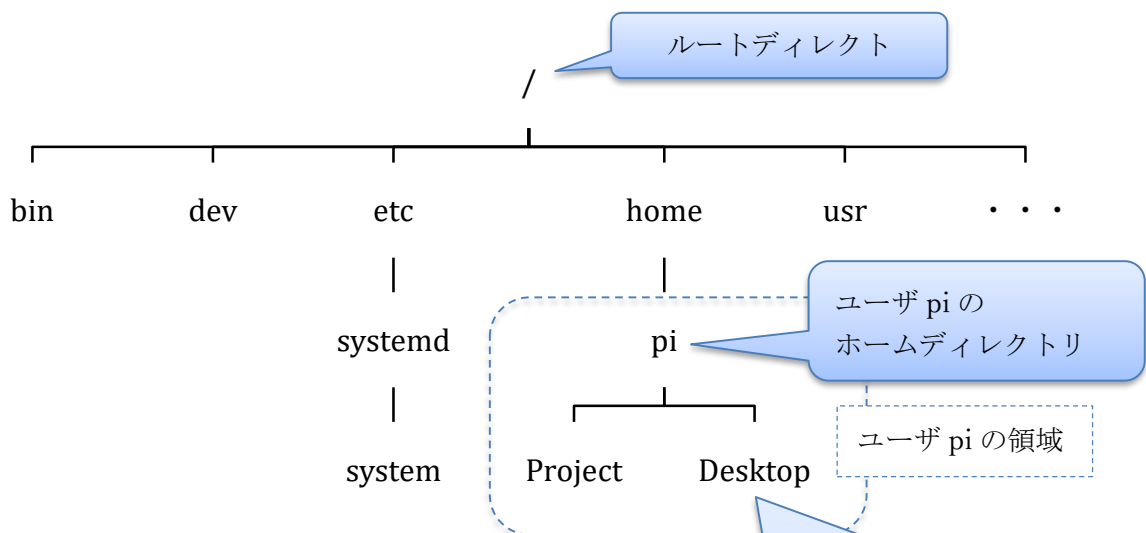 ルートディレクト
/
bin dev etc home usr ・・・
ユーザ pi の
ホームディレクトリ
systemd pi
ユーザ pi の領域
system Project Desktop